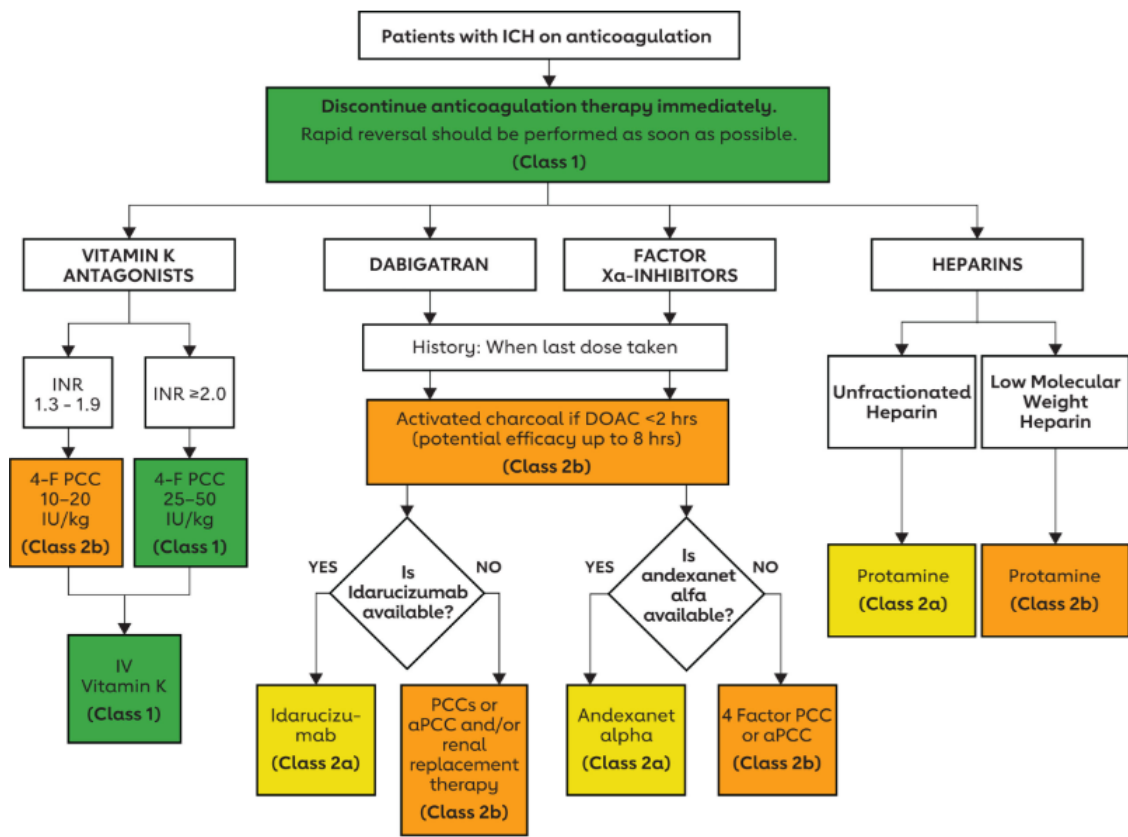 Patients with ICH on anticoagulation
Discontinue anticoagulation therapy immediately.
Rapid reversal should be performed as soon as possible.
(Class 1)
VITAMIN K
ANTAGONISTS
DABIGATRAN
FACTOR
Xa-INHIBITORS
HEPARINS
History: When last dose taken
INR
1.3 – 1.9
INR ≥2.0
Unfractionated
Heparin
Low Molecular
Weight
Heparin
Activated charcoal if DOAC <2 hrs
(potential efficacy up to 8 hrs)
(Class 2b)
4-F PCC
10–20
IU/kg
(Class 2b)
4-F PCC
25–50
IU/kg
(Class 1)
YES
Is
Idarucizumab
available?
NO
YES
Is
andexanet
alfa
available?
NO
Protamine
(Class 2a)
Protamine
(Class 2b)
IV
Vitamin K
(Class 1)
Idarucizu-
mab
(Class 2a)
PCCs or
aPCC and/or
renal
replacement
therapy
(Class 2b)
Andexanet
alpha
(Class 2a)
4 Factor PCC
or aPCC
(Class 2b)